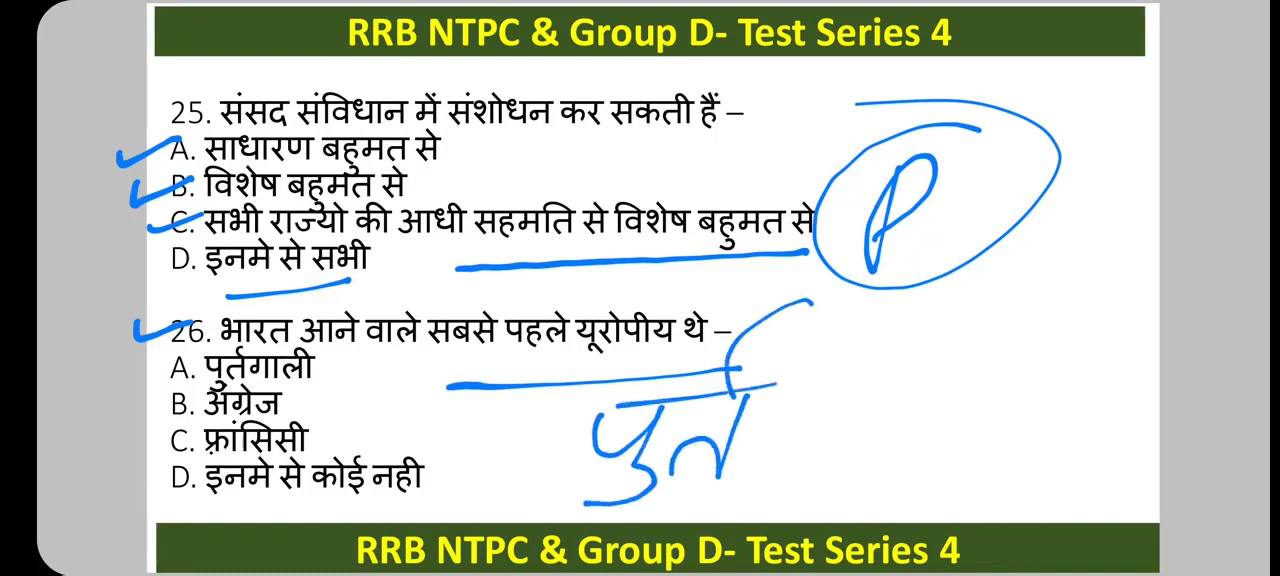 RRB NTPC & Group D- Test Series 4
25. संसद संविधान में संशोधन कर सकती हैं –
A. साधारण बहुमत से
B. विशेष बहुमत से
C. सभी राज्यो की आधी सहमति से विशेष बहुमत से
D. इनमे से सभी
P
26. भारत आने वाले सबसे पहले यूरोपीय थे –
A. पुर्तगाली
B. अंग्रेज
C. फ़्रांसिसी
D. इनमे से कोई नही
पुर्त
RRB NTPC & Group D- Test Series 4